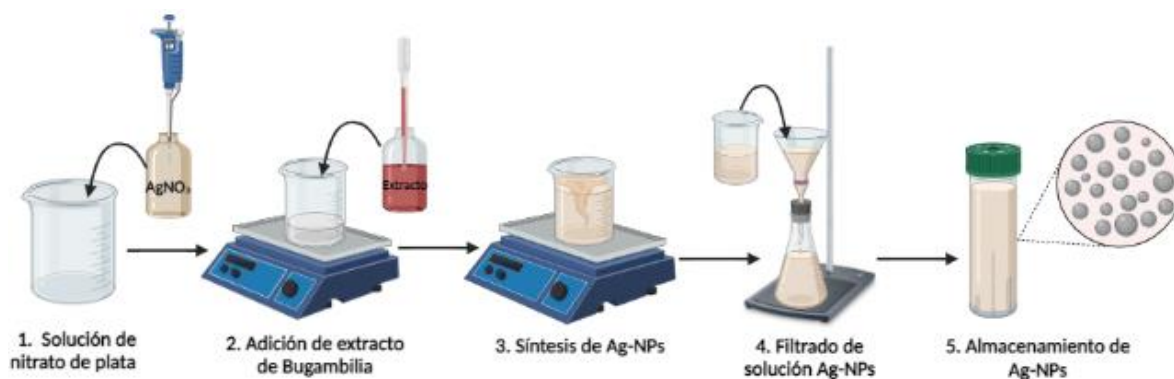 AgNO₃
Extracto
1. Solución de
nitrato de plata
2. Adición de extracto
de Bugambilia
3. Síntesis de Ag-NPs
4. Filtrado de
solución Ag-NPs
5. Almacenamiento de
Ag-NPs